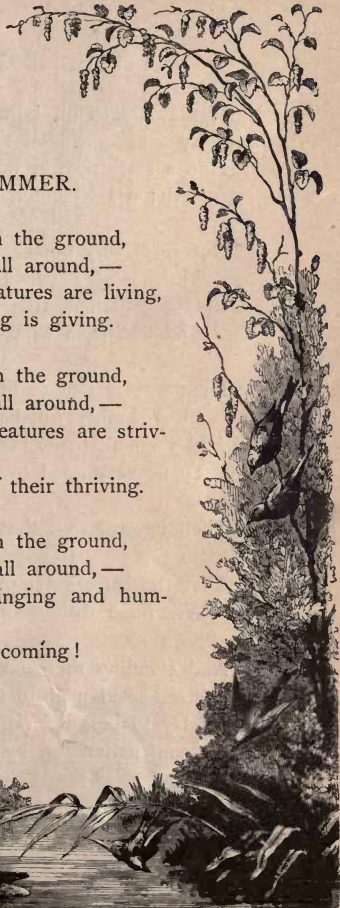 MMER.
the ground,
ll around,—
atures are living,
g is giving.
the ground,
ll around,—
eatures are striv-
their thriving.
the ground,
ll around,—
inging and hum-
coming!